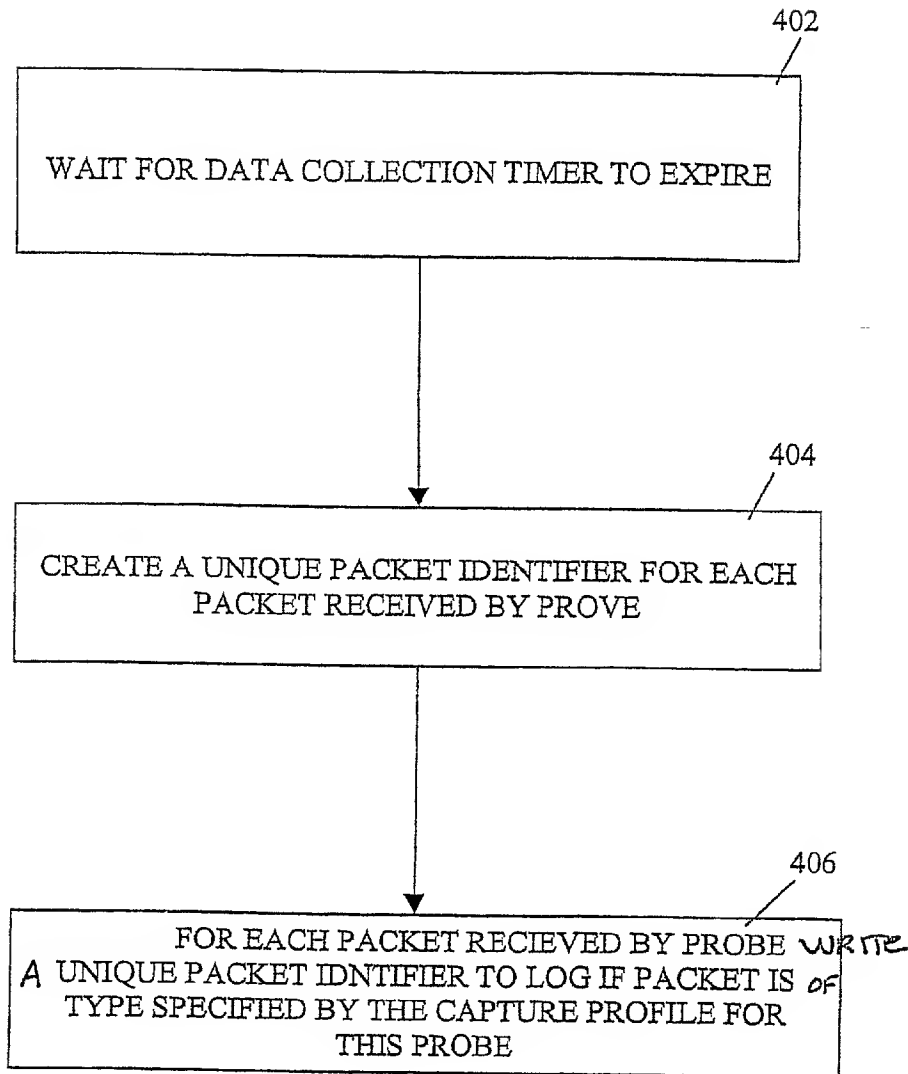 402
WAIT FOR DATA COLLECTION TIMER TO EXPIRE
404
CREATE A UNIQUE PACKET IDENTIFIER FOR EACH
PACKET RECEIVED BY PROVE
406
FOR EACH PACKET RECIEVED BY PROBE WRITE
A UNIQUE PACKET IDNTIFIER TO LOG IF PACKET IS OF
TYPE SPECIFIED BY THE CAPTURE PROFILE FOR
THIS PROBE